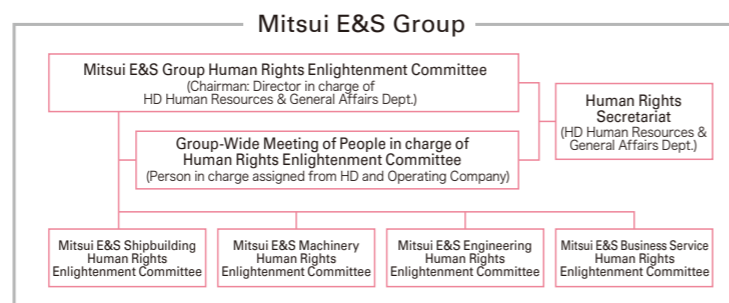 Mitsui E&S Group
Mitsui E&S Group Human Rights Enlightenment Committee
(Chairman: Director in charge of
HD Human Resources & General Affairs Dept.)
Human Rights
Secretariat
(HD Human Resources &
General Affairs Dept.)
Group-Wide Meeting of People in charge of
Human Rights Enlightenment Committee
(Person in charge assigned from HD and Operating Company)
Mitsui E&S Shipbuilding
Human Rights
Enlightenment Committee
Mitsui E&S Machinery
Human Rights
Enlightenment Committee
Mitsui E&S Engineering
Human Rights
Enlightenment Committee
Mitsui E&S Business Service
Human Rights
Enlightenment Committee